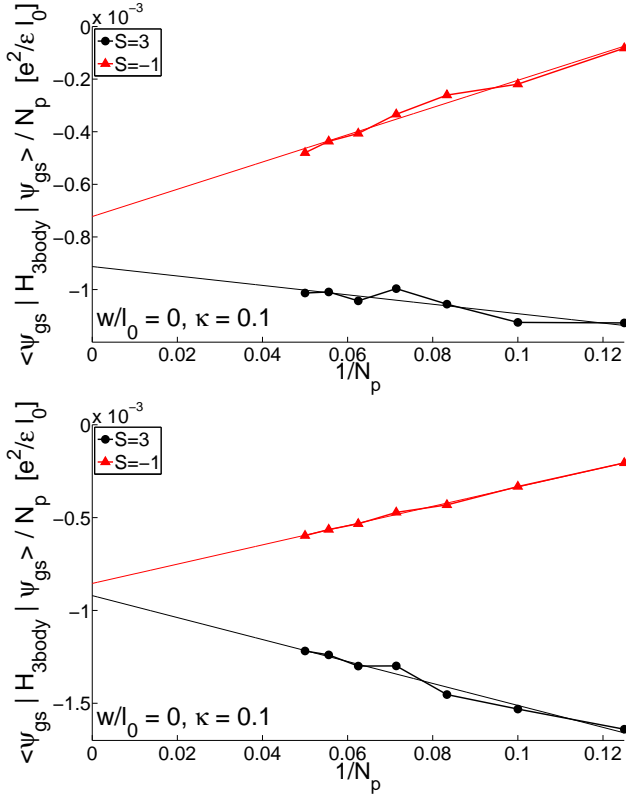 x 10⁻³
0
S=3
S=−1
−0.2
−0.4
−0.6
−0.8
−1
<ψgs | H3body | ψgs> / Np [e²/ε l0]
w/l0 = 0, κ = 0.1
0 0.02 0.04 0.06 0.08 0.1 0.12
1/Np
x 10⁻³
0
S=3
S=−1
−0.5
−1
−1.5
<ψgs | H3body | ψgs> / Np [e²/ε l0]
w/l0 = 0, κ = 0.1
0 0.02 0.04 0.06 0.08 0.1 0.12
1/Np